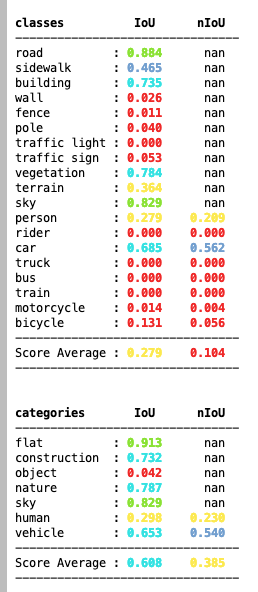 classes IoU nIoU
--------------------------------
road : 0.884 nan
sidewalk : 0.465 nan
building : 0.735 nan
wall : 0.026 nan
fence : 0.011 nan
pole : 0.040 nan
traffic light : 0.000 nan
traffic sign : 0.053 nan
vegetation : 0.784 nan
terrain : 0.364 nan
sky : 0.829 nan
person : 0.279 0.209
rider : 0.000 0.000
car : 0.685 0.562
truck : 0.000 0.000
bus : 0.000 0.000
train : 0.000 0.000
motorcycle : 0.014 0.004
bicycle : 0.131 0.056
--------------------------------
Score Average : 0.279 0.104
--------------------------------
categories IoU nIoU
--------------------------------
flat : 0.913 nan
construction : 0.732 nan
object : 0.042 nan
nature : 0.787 nan
sky : 0.829 nan
human : 0.298 0.230
vehicle : 0.653 0.540
--------------------------------
Score Average : 0.608 0.385
--------------------------------